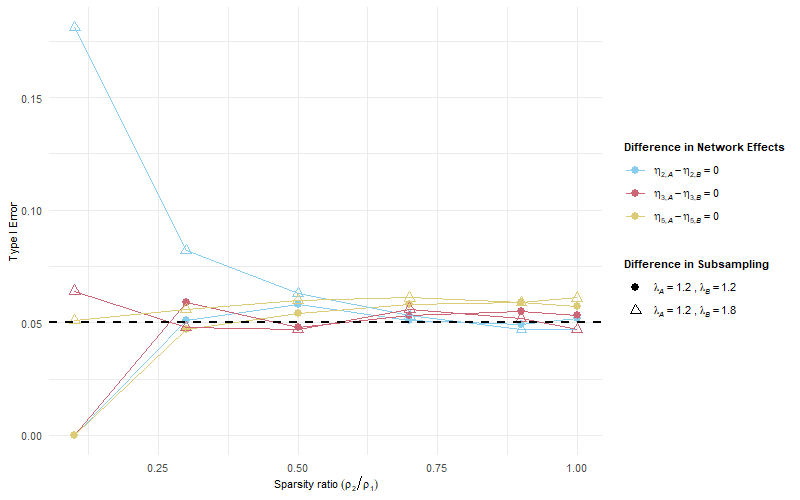 0.15
0.10
0.05
0.00
Type I Error
0.25
0.50
0.75
1.00
Sparsity ratio (ρ₂/ρ₁)
Difference in Network Effects
η₂,A − η₂,B = 0
η₃,A − η₃,B = 0
η₅,A − η₅,B = 0
Difference in Subsampling
λA = 1.2 , λB = 1.2
λA = 1.2 , λB = 1.8